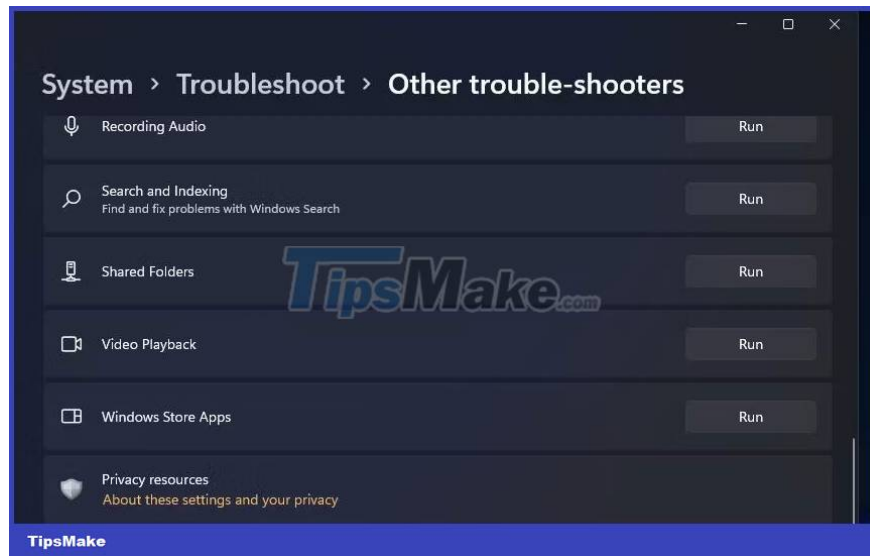 System > Troubleshoot > Other trouble-shooters
Recording Audio
Run
Search and Indexing
Find and fix problems with Windows Search
Run
Shared Folders
Run
TipsMake.com
Video Playback
Run
Windows Store Apps
Run
Privacy resources
About these settings and your privacy
TipsMake